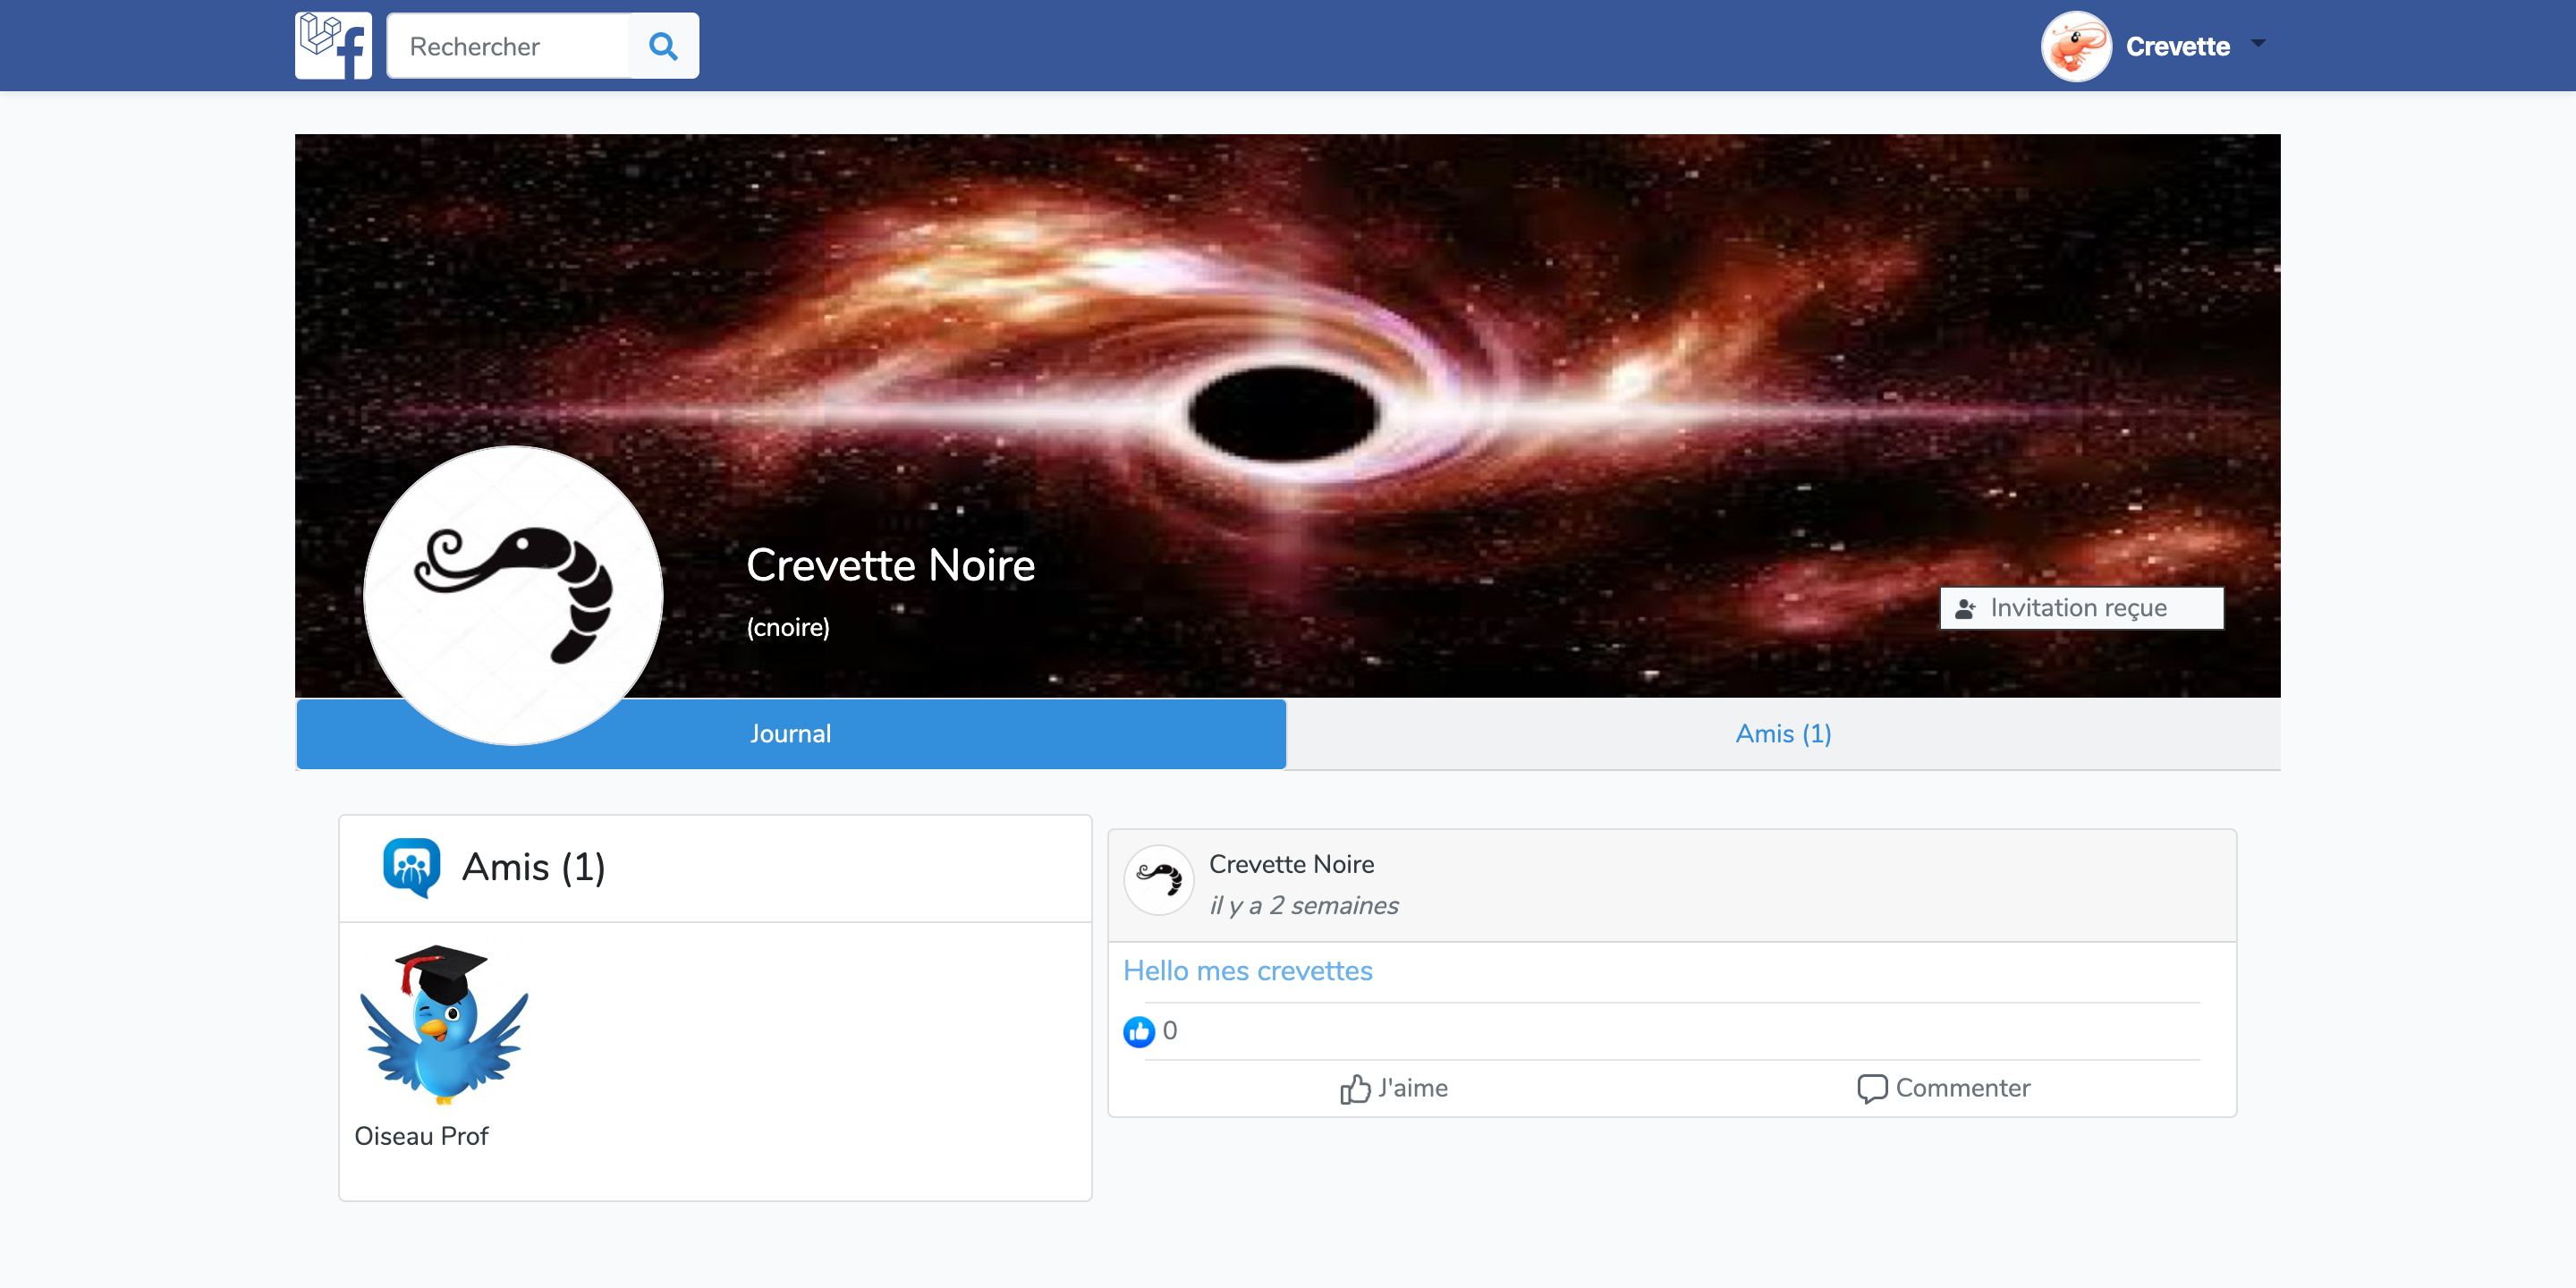 Rechercher
Crevette
Crevette Noire
(cnoire)
Invitation reçue
Journal
Amis (1)
Amis (1)
Oiseau Prof
Crevette Noire
il y a 2 semaines
Hello mes crevettes
0
J'aime
Commenter